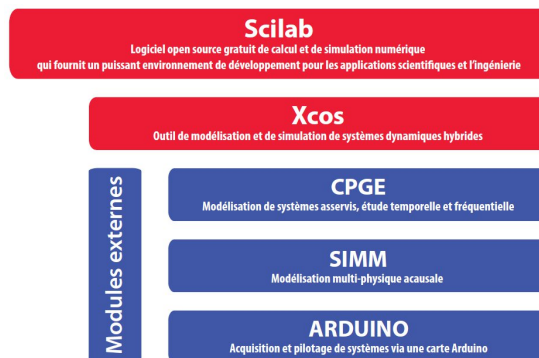 Scilab
Logiciel open source gratuit de calcul et de simulation numérique
qui fournit un puissant environnement de développement pour les applications scientifiques et l'ingénierie
Xcos
Outil de modélisation et de simulation de systèmes dynamiques hybrides
Modules externes
CPGE
Modélisation de systèmes asservis, étude temporelle et fréquentielle
SIMM
Modélisation multi-physique acausale
ARDUINO
Acquisition et pilotage de systèmes via une carte Arduino